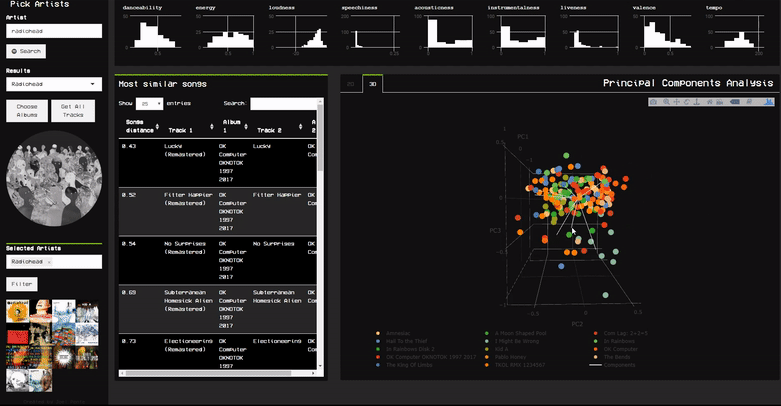 Pick Artists
Artist
radiohead
Search
Results
Radiohead
Choose Albums
Get All Tracks
Selected Artists
Radiohead
Filter
danceability
energy
loudness
speechiness
acousticness
instrumentalness
liveness
valence
tempo
Most similar songs
Show 25 entries
Search:
Songs distance
Track 1
Album 1
Track 2
0.43
Lucky (Remastered)
OK Computer OKNOTOK 1997 2017
Lucky
0.52
Fitter Happier (Remastered)
OK Computer OKNOTOK 1997 2017
Fitter Happier
0.54
No Surprises (Remastered)
OK Computer OKNOTOK 1997 2017
No Surprises
0.69
Subterranean Homesick Alien (Remastered)
OK Computer OKNOTOK 1997 2017
Subterranean Homesick Alien
0.73
Electioneering (Remastered)
OK Computer OKNOTOK 1997
Electioneering
2D
3D
Principal Components Analysis
PC1
PC3
PC2
Amnesiac
A Moon Shaped Pool
Com Lag: 2+2=5
Hail To the Thief
I Might Be Wrong
In Rainbows
In Rainbows Disk 2
Kid A
OK Computer
OK Computer OKNOTOK 1997 2017
Pablo Honey
The Bends
The King Of Limbs
TKOL RMX 1234567
Components